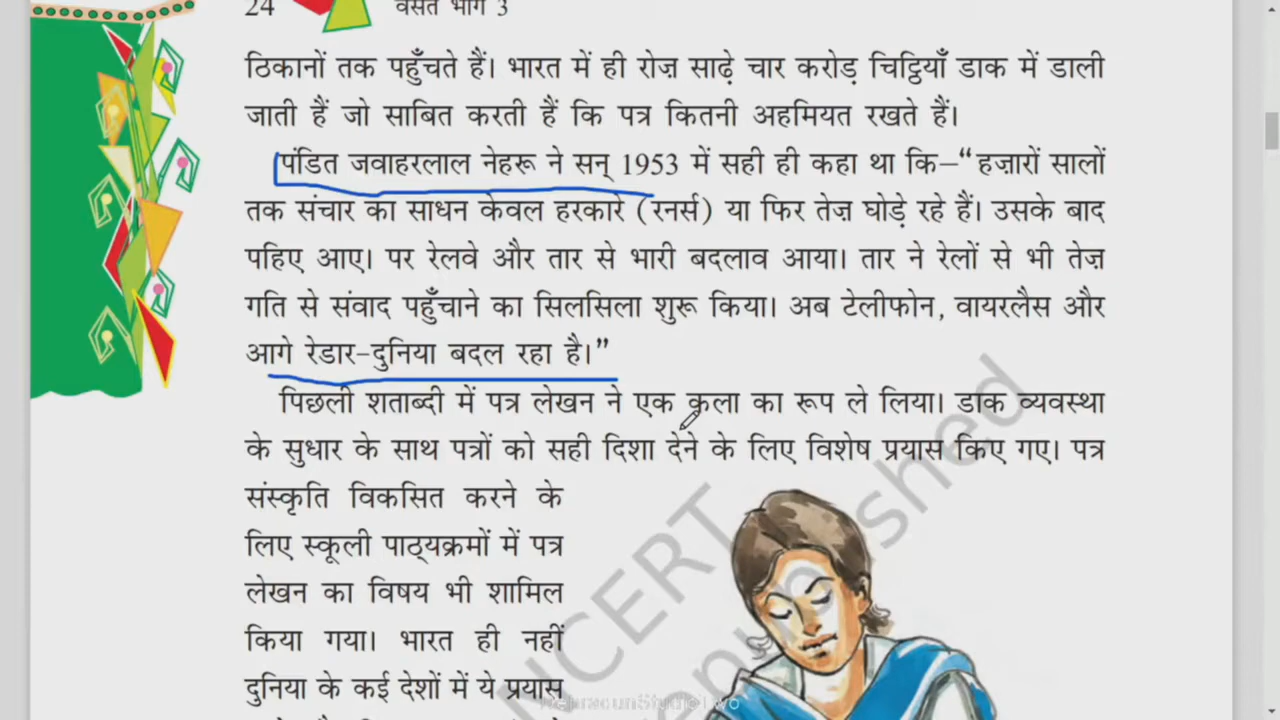 24 वसंत भाग 3
ठिकानों तक पहुँचते हैं। भारत में ही रोज़ साढ़े चार करोड़ चिट्ठियाँ डाक में डाली
जाती हैं जो साबित करती हैं कि पत्र कितनी अहमियत रखते हैं।
पंडित जवाहरलाल नेहरू ने सन् 1953 में सही ही कहा था कि–“हज़ारों सालों
तक संचार का साधन केवल हरकारे (रनर्स) या फिर तेज़ घोड़े रहे हैं। उसके बाद
पहिए आए। पर रेलवे और तार से भारी बदलाव आया। तार ने रेलों से भी तेज़
गति से संवाद पहुँचाने का सिलसिला शुरू किया। अब टेलीफोन, वायरलैस और
आगे रेडार-दुनिया बदल रहा है।”
पिछली शताब्दी में पत्र लेखन ने एक कला का रूप ले लिया। डाक व्यवस्था
के सुधार के साथ पत्रों को सही दिशा देने के लिए विशेष प्रयास किए गए। पत्र
संस्कृति विकसित करने के
लिए स्कूली पाठ्यक्रमों में पत्र
लेखन का विषय भी शामिल
किया गया। भारत ही नहीं
दुनिया के कई देशों में ये प्रयास
NCERT